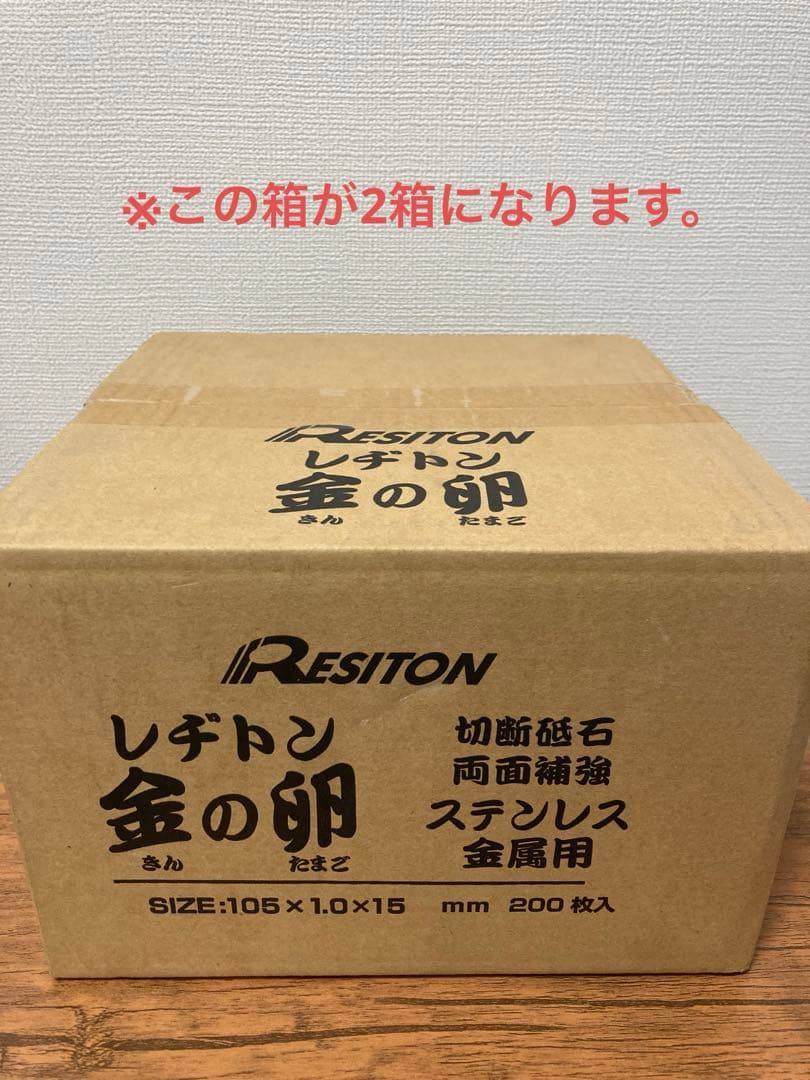 ※この箱が2箱になります。
RESITON
レヂトン
金の卵
きん たまご
RESITON
レヂトン
金の卵
きん たまご
切断砥石
両面補強
ステンレス
金属用
SIZE:105×1.0×15 mm 200枚入